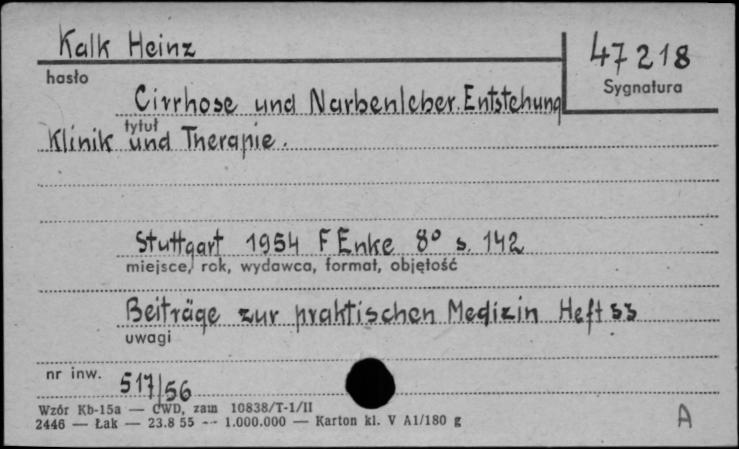 Kalk Heinz
47218
hasło
Sygnatura
Cirrhose und Narbenleber. Entstehung
tytuł
Klinik und Therapie.
Stuttgart 1954 F Enke 8° s. 142
miejsce, rok, wydawca, format, objętość
Beiträge zur praktischen Medizin Heft 33
uwagi
nr inw. 517/56
Wzór Kb-15a — CWD, zam 10838/T-1/II
2446 — Łak — 23.8 55 -- 1.000.000 — Karton kl. V A1/180 g
A